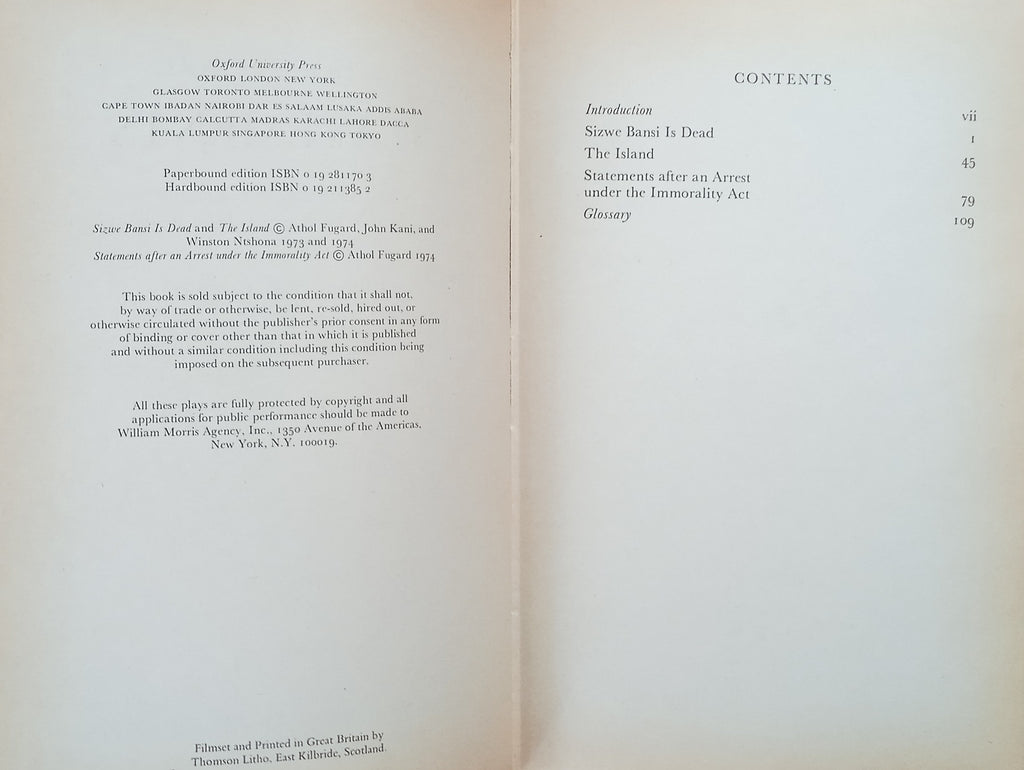 Oxford University Press
OXFORD LONDON NEW YORK
GLASGOW TORONTO MELBOURNE WELLINGTON
CAPE TOWN IBADAN NAIROBI DAR ES SALAAM LUSAKA ADDIS ABABA
DELHI BOMBAY CALCUTTA MADRAS KARACHI LAHORE DACCA
KUALA LUMPUR SINGAPORE HONG KONG TOKYO
Paperbound edition ISBN 0 19 281170 3
Hardbound edition ISBN 0 19 211385 2
Sizwe Bansi Is Dead and The Island © Athol Fugard, John Kani, and
Winston Ntshona 1973 and 1974
Statements after an Arrest under the Immorality Act © Athol Fugard 1974
This book is sold subject to the condition that it shall not,
by way of trade or otherwise, be lent, re-sold, hired out, or
otherwise circulated without the publisher's prior consent in any form
of binding or cover other than that in which it is published
and without a similar condition including this condition being
imposed on the subsequent purchaser.
All these plays are fully protected by copyright and all
applications for public performance should be made to
William Morris Agency, Inc., 1350 Avenue of the Americas,
New York, N.Y. 100019.
Filmset and Printed in Great Britain by
Thomson Litho, East Kilbride, Scotland.
CONTENTS
Introduction vii
Sizwe Bansi Is Dead 1
The Island 45
Statements after an Arrest
under the Immorality Act 79
Glossary 109